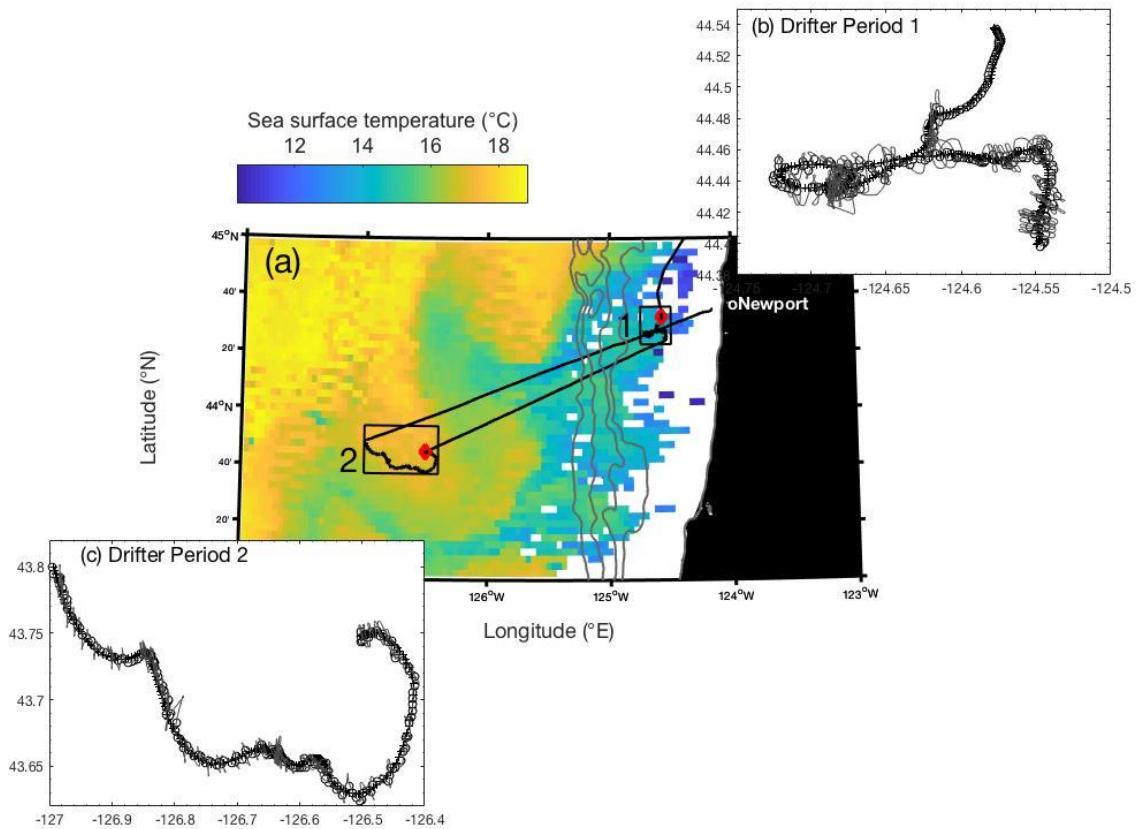 (b) Drifter Period 1
44.54
44.52
44.5
44.48
44.46
44.44
44.42
44.4
44.38
-124.75
-124.7
-124.65
-124.6
-124.55
-124.5
Sea surface temperature (°C)
12 14 16 18
45°N
(a)
40'
20'
44°N
40'
20'
Latitude (°N)
1
2
oNewport
126°W
125°W
124°W
123°W
Longitude (°E)
(c) Drifter Period 2
43.8
43.75
43.7
43.65
-127 -126.9 -126.8 -126.7 -126.6 -126.5 -126.4